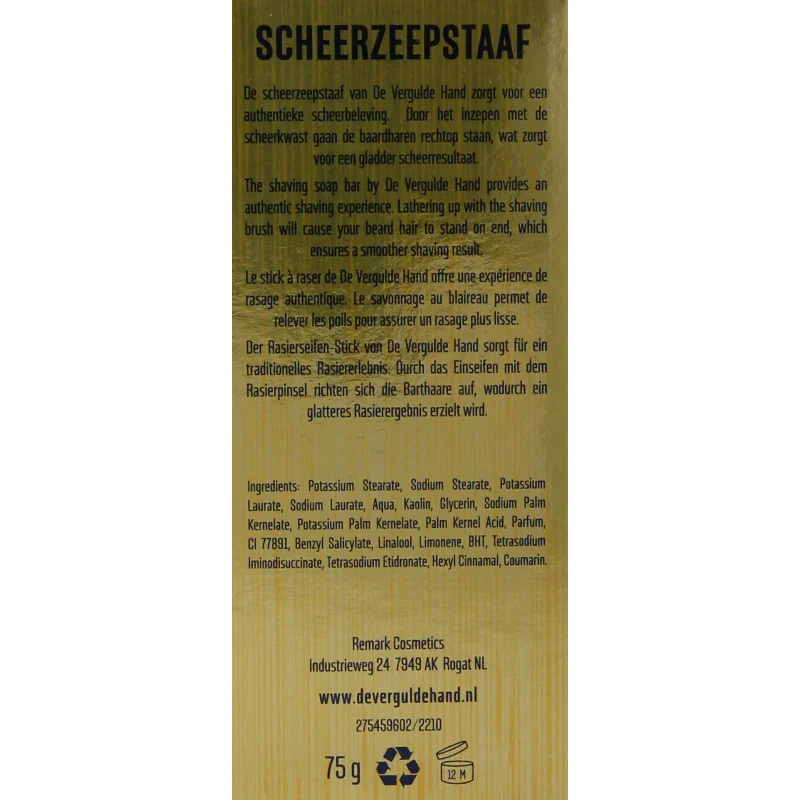 SCHEERZEEPSTAAF
De scheerzeepstaaf van De Vergulde Hand zorgt voor een
authentieke scheerbeleving. Door het inzepen met de
scheerkwast gaan de baardharen rechtop staan, wat zorgt
voor een gladder scheerresultaat.
The shaving soap bar by De Vergulde Hand provides an
authentic shaving experience. Lathering up with the shaving
brush will cause your beard hair to stand on end, which
ensures a smoother shaving result.
Le stick à raser de De Vergulde Hand offre une expérience de
rasage authentique. Le savonnage au blaireau permet de
relever les poils pour assurer un rasage plus lisse.
Der Rasierseifen-Stick von De Vergulde Hand sorgt für ein
traditionelles Rasiererlebnis. Durch das Einseifen mit dem
Rasierpinsel richten sich die Barthaare auf, wodurch ein
glatteres Rasierergebnis erzielt wird.
Ingredients: Potassium Stearate, Sodium Stearate, Potassium
Laurate, Sodium Laurate, Aqua, Kaolin, Glycerin, Sodium Palm
Kernelate, Potassium Palm Kernelate, Palm Kernel Acid, Parfum,
CI 77891, Benzyl Salicylate, Linalool, Limonene, BHT, Tetrasodium
Iminodisuccinate, Tetrasodium Etidronate, Hexyl Cinnamal, Coumarin.
Remark Cosmetics
Industrieweg 24 7949 AK Rogat NL
www.deverguldehand.nl
275459602/2210
75 g
12 M